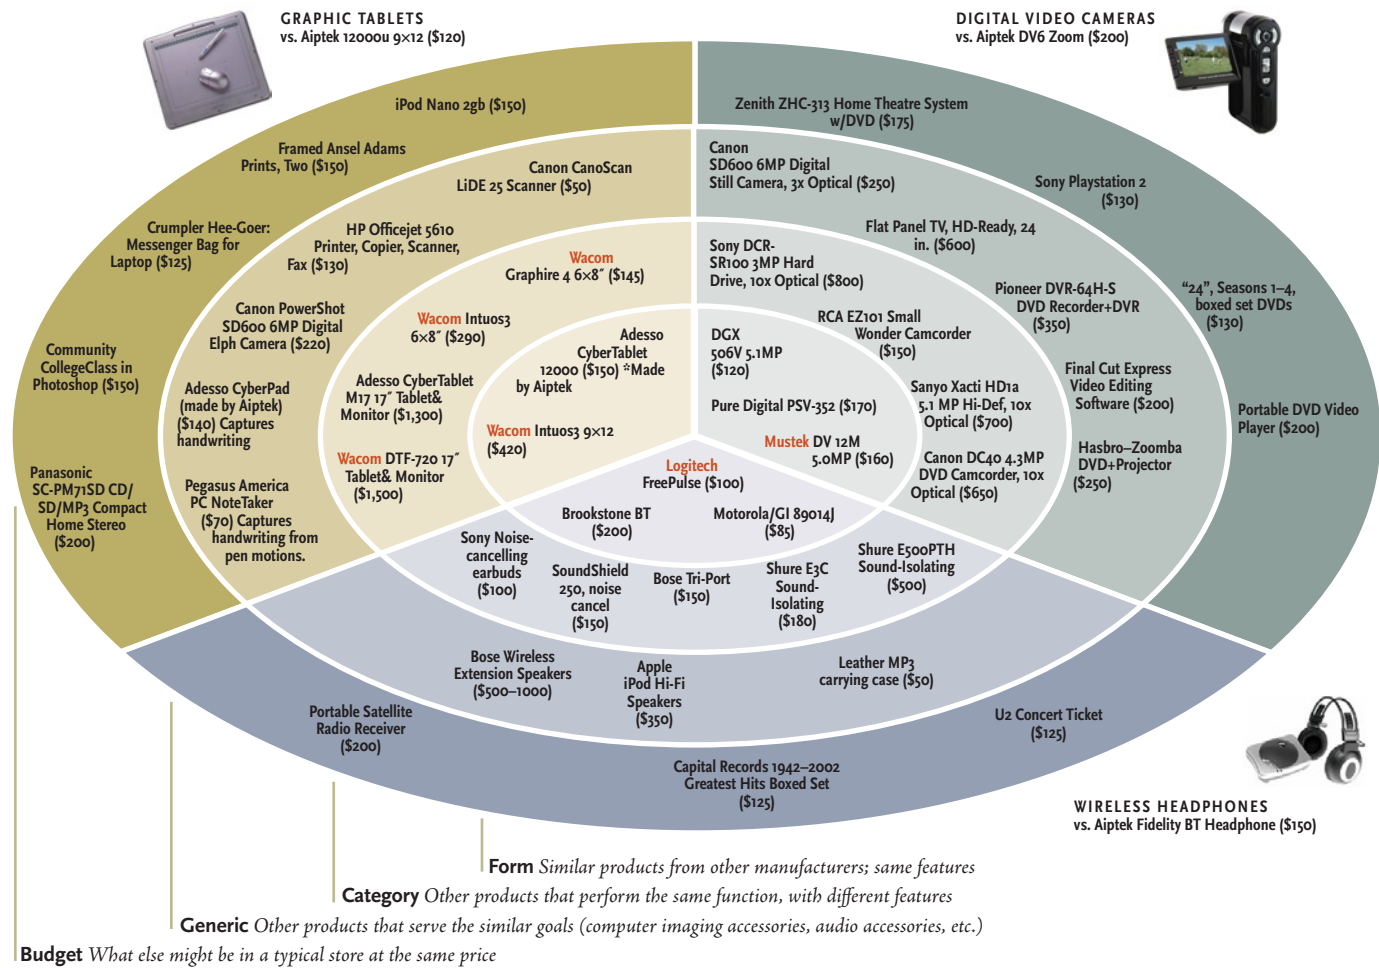 GRAPHIC TABLETS
vs. Aiptek 12000u 9×12 ($120)
DIGITAL VIDEO CAMERAS
vs. Aiptek DV6 Zoom ($200)
iPod Nano 2gb ($150)
Framed Ansel Adams
Prints, Two ($150)
Crumpler Hee-Goer:
Messenger Bag for
Laptop ($125)
Community
CollegeClass in
Photoshop ($150)
Panasonic
SC-PM71SD CD/
SD/MP3 Compact
Home Stereo
($200)
Canon CanoScan
LiDE 25 Scanner ($50)
HP Officejet 5610
Printer, Copier, Scanner,
Fax ($130)
Canon PowerShot
SD600 6MP Digital
Elph Camera ($220)
Adesso CyberPad
(made by Aiptek)
($140) Captures
handwriting
Pegasus America
PC NoteTaker
($70) Captures
handwriting from
pen motions.
Wacom
Graphire 4 6×8˝ ($145)
Wacom Intuos3
6×8˝ ($290)
Adesso CyberTablet
M17 17˝ Tablet&
Monitor ($1,300)
Wacom DTF-720 17˝
Tablet& Monitor
($1,500)
Adesso
CyberTablet
12000 ($150) *Made
by Aiptek
Wacom Intuos3 9×12
($420)
Zenith ZHC-313 Home Theatre System
w/DVD ($175)
Sony Playstation 2
($130)
“24”, Seasons 1–4,
boxed set DVDs
($130)
Portable DVD Video
Player ($200)
Canon
SD600 6MP Digital
Still Camera, 3x Optical ($250)
Flat Panel TV, HD-Ready, 24
in. ($600)
Pioneer DVR-64H-S
DVD Recorder+DVR
($350)
Final Cut Express
Video Editing
Software ($200)
Hasbro–Zoomba
DVD+Projector
($250)
Sony DCR-
SR100 3MP Hard
Drive, 10x Optical ($800)
RCA EZ101 Small
Wonder Camcorder
($150)
Sanyo Xacti HD1a
5.1 MP Hi-Def, 10x
Optical ($700)
Canon DC40 4.3MP
DVD Camcorder, 10x
Optical ($650)
DGX
506V 5.1MP
($120)
Pure Digital PSV-352 ($170)
Mustek DV 12M
5.0MP ($160)
Logitech
FreePulse ($100)
Brookstone BT
($200)
Motorola/GI 89014J
($85)
Sony Noise-
cancelling
earbuds
($100)
SoundShield
250, noise
cancel
($150)
Bose Tri-Port
($150)
Shure E3C
Sound-
Isolating
($180)
Shure E500PTH
Sound-Isolating
($500)
Bose Wireless
Extension Speakers
($500–1000)
Apple
iPod Hi-Fi
Speakers
($350)
Leather MP3
carrying case ($50)
Portable Satellite
Radio Receiver
($200)
Capital Records 1942–2002
Greatest Hits Boxed Set
($125)
U2 Concert Ticket
($125)
WIRELESS HEADPHONES
vs. Aiptek Fidelity BT Headphone ($150)
Form Similar products from other manufacturers; same features
Category Other products that perform the same function, with different features
Generic Other products that serve the similar goals (computer imaging accessories, audio accessories, etc.)
Budget What else might be in a typical store at the same price